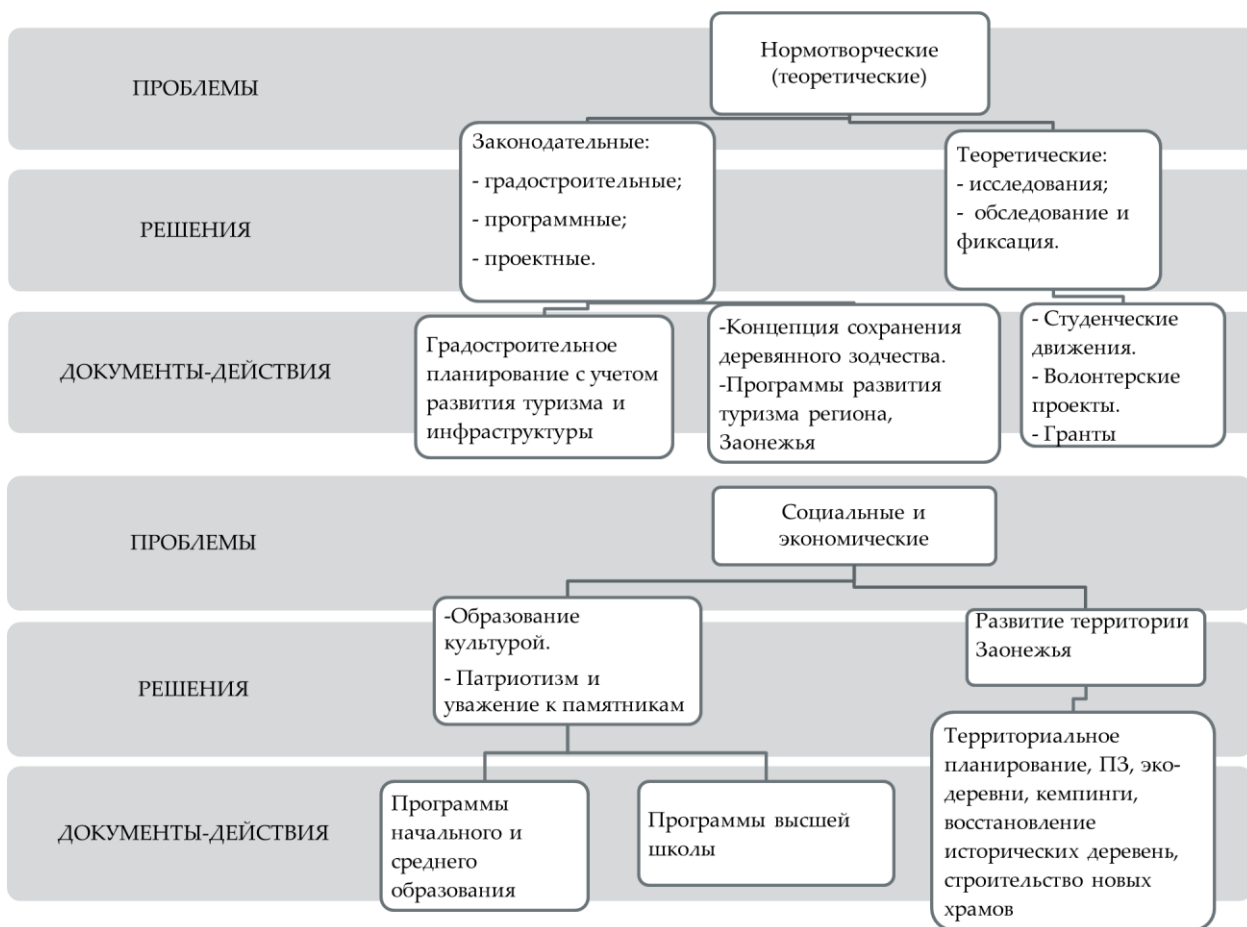 ПРОБЛЕМЫ
Нормотворческие
(теоретические)
РЕШЕНИЯ
Законодательные:
- градостроительные;
- программные;
- проектные.
Теоретические:
- исследования;
- обследование и
фиксация.
ДОКУМЕНТЫ-ДЕЙСТВИЯ
Градостроительное
планирование с учетом
развития туризма и
инфраструктуры
-Концепция сохранения
деревянного зодчества.
-Программы развития
туризма региона,
Заонежья
- Студенческие
движения.
- Волонтерские
проекты.
- Гранты
ПРОБЛЕМЫ
Социальные и
экономические
РЕШЕНИЯ
-Образование
культурой.
- Патриотизм и
уважение к памятникам
Развитие территории
Заонежья
ДОКУМЕНТЫ-ДЕЙСТВИЯ
Программы
начального и
среднего
образования
Программы высшей
школы
Территориальное
планирование, ПЗ, эко-
деревни, кемпинги,
восстановление
исторических деревень,
строительство новых
храмов